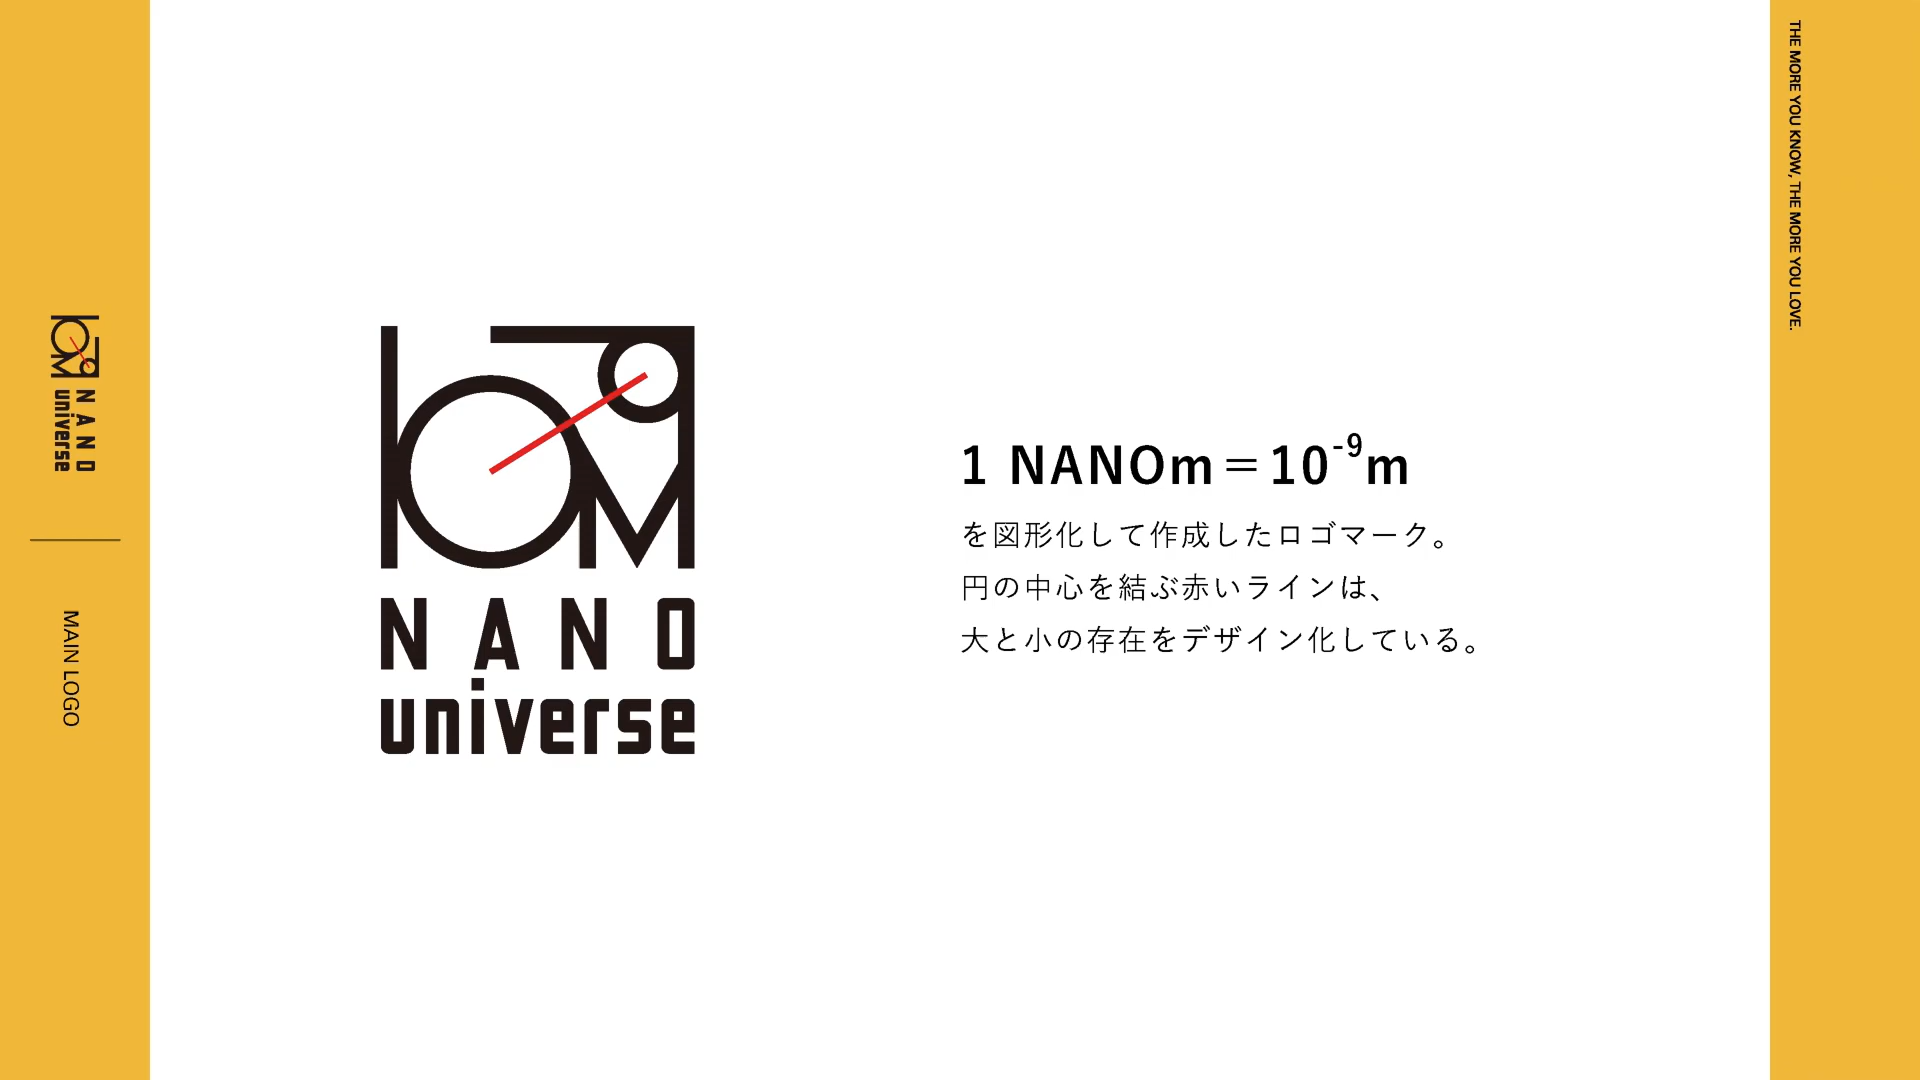 NANO
universe
MAIN LOGO
10-9m
NANO
universe
1 NANOm＝10-9m
を図形化して作成したロゴマーク。
円の中心を結ぶ赤いラインは、
大と小の存在をデザイン化している。
THE MORE YOU KNOW, THE MORE YOU LOVE.